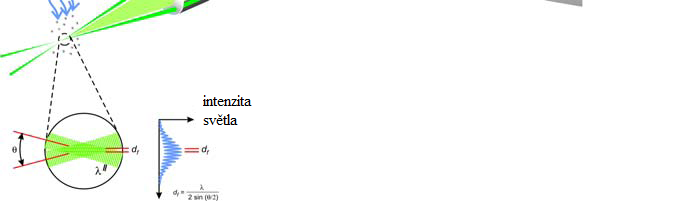 intenzita
světla
θ
d_f
d_f
λ
d_f = λ / 2 sin (θ/2)